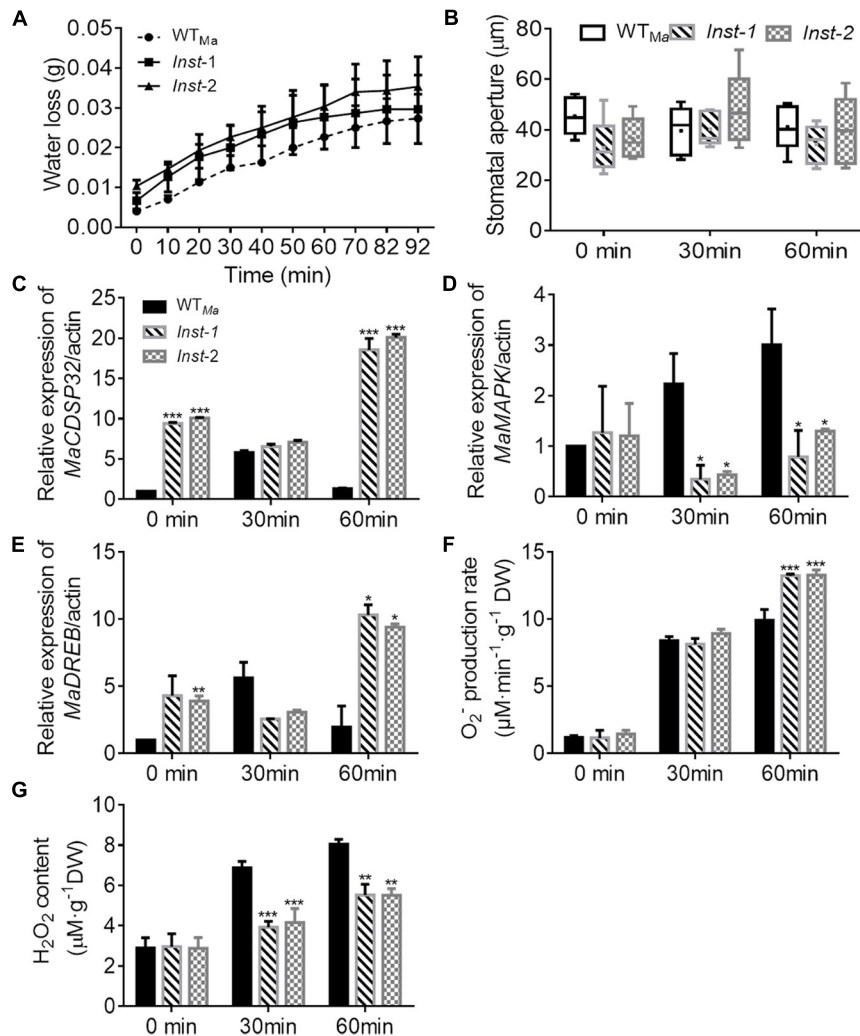 A
WT_Ma
Inst-1
Inst-2
Water loss (g)
0.05
0.04
0.03
0.02
0.01
0.00
0 10 20 30 40 50 60 70 82 92
Time (min)
B
WT_Ma Inst-1 Inst-2
Stomatal aperture (μm)
80
60
40
20
0
0 min 30min 60min
C
WT_Ma
Inst-1
Inst-2
Relative expression of
MaCDSP32/actin
25
20
15
10
5
0
*** ***
*** ***
0 min 30min 60min
D
Relative expression of
MaMAPK/actin
4
3
2
1
0
* *
* *
0 min 30min 60min
E
Relative expression of
MaDREB/actin
15
10
5
0
**
* *
0 min 30min 60min
F
O₂⁻ production rate
(μM·min⁻¹·g⁻¹ DW)
15
10
5
0
*** ***
0 min 30min 60min
G
H₂O₂ content
(μM·g⁻¹DW)
10
8
6
4
2
0
*** ***
** **
0 min 30min 60min